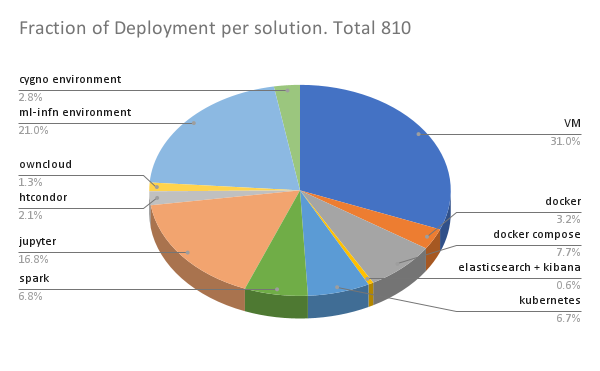 Fraction of Deployment per solution. Total 810
cygno environment
2.8%
ml-infn environment
21.0%
owncloud
1.3%
htcondor
2.1%
jupyter
16.8%
spark
6.8%
VM
31.0%
docker
3.2%
docker compose
7.7%
elasticsearch + kibana
0.6%
kubernetes
6.7%